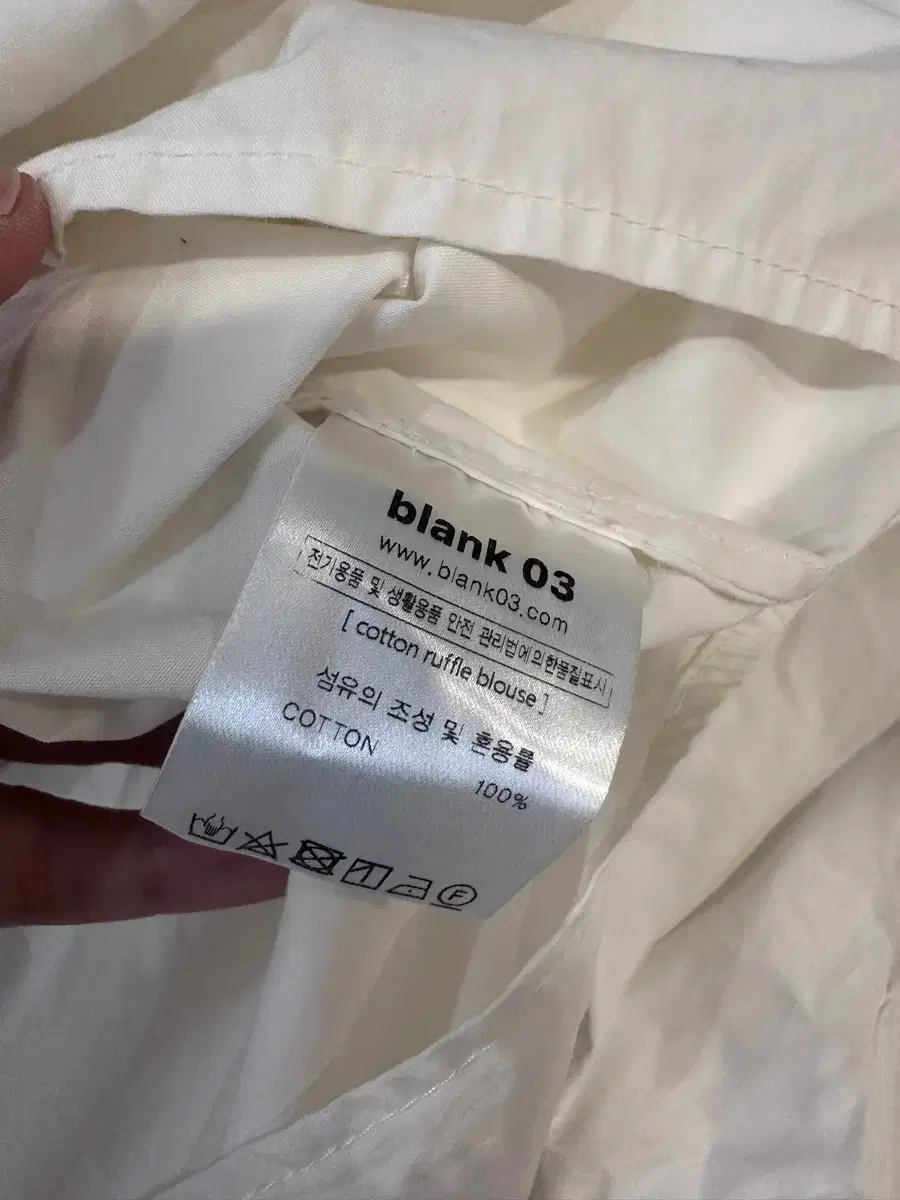 blank 03
www.blank03.com
전기용품 및 생활용품 안전 관리법에의한품질표시
[ cotton ruffle blouse ]
섬유의 조성 및 혼용률
COTTON 100%
F